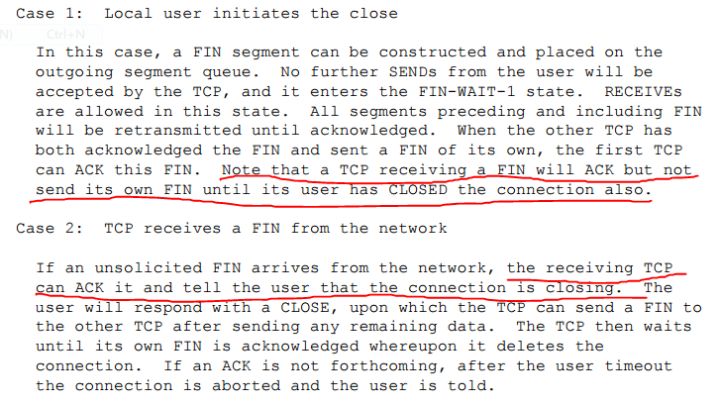 Case 1:  Local user initiates the close
Ctrl+N
In this case, a FIN segment can be constructed and placed on the
outgoing segment queue.  No further SENDs from the user will be
accepted by the TCP, and it enters the FIN-WAIT-1 state.  RECEIVEs
are allowed in this state.  All segments preceding and including FIN
will be retransmitted until acknowledged.  When the other TCP has
both acknowledged the FIN and sent a FIN of its own, the first TCP
can ACK this FIN.  Note that a TCP receiving a FIN will ACK but not
send its own FIN until its user has CLOSED the connection also.
Case 2:  TCP receives a FIN from the network
If an unsolicited FIN arrives from the network, the receiving TCP
can ACK it and tell the user that the connection is closing.  The
user will respond with a CLOSE, upon which the TCP can send a FIN to
the other TCP after sending any remaining data.  The TCP then waits
until its own FIN is acknowledged whereupon it deletes the
connection.  If an ACK is not forthcoming, after the user timeout
the connection is aborted and the user is told.